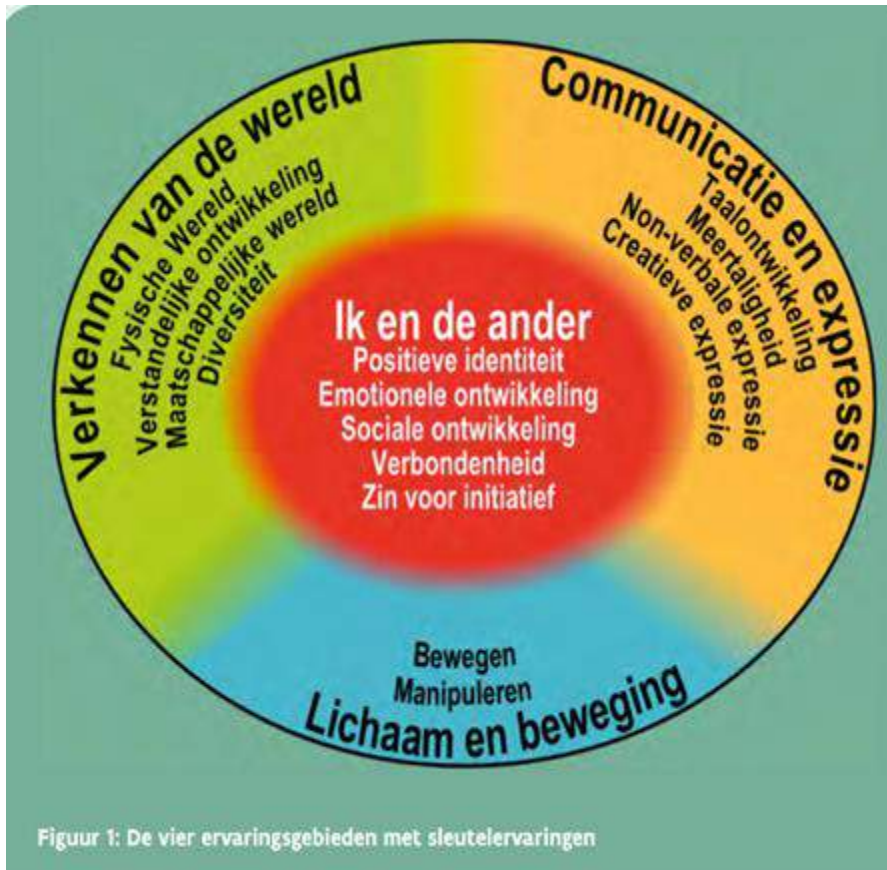 Verkennen van de wereld
Fysische Wereld
Verstandelijke ontwikkeling
Maatschappelijke wereld
Diversiteit
Communicatie en expressie
Taalontwikkeling
Meertaligheid
Non-verbale expressie
Creatieve expressie
Ik en de ander
Positieve identiteit
Emotionele ontwikkeling
Sociale ontwikkeling
Verbondenheid
Zin voor initiatief
Bewegen
Manipuleren
Lichaam en beweging
Figuur 1: De vier ervaringsgebieden met sleutelervaringen